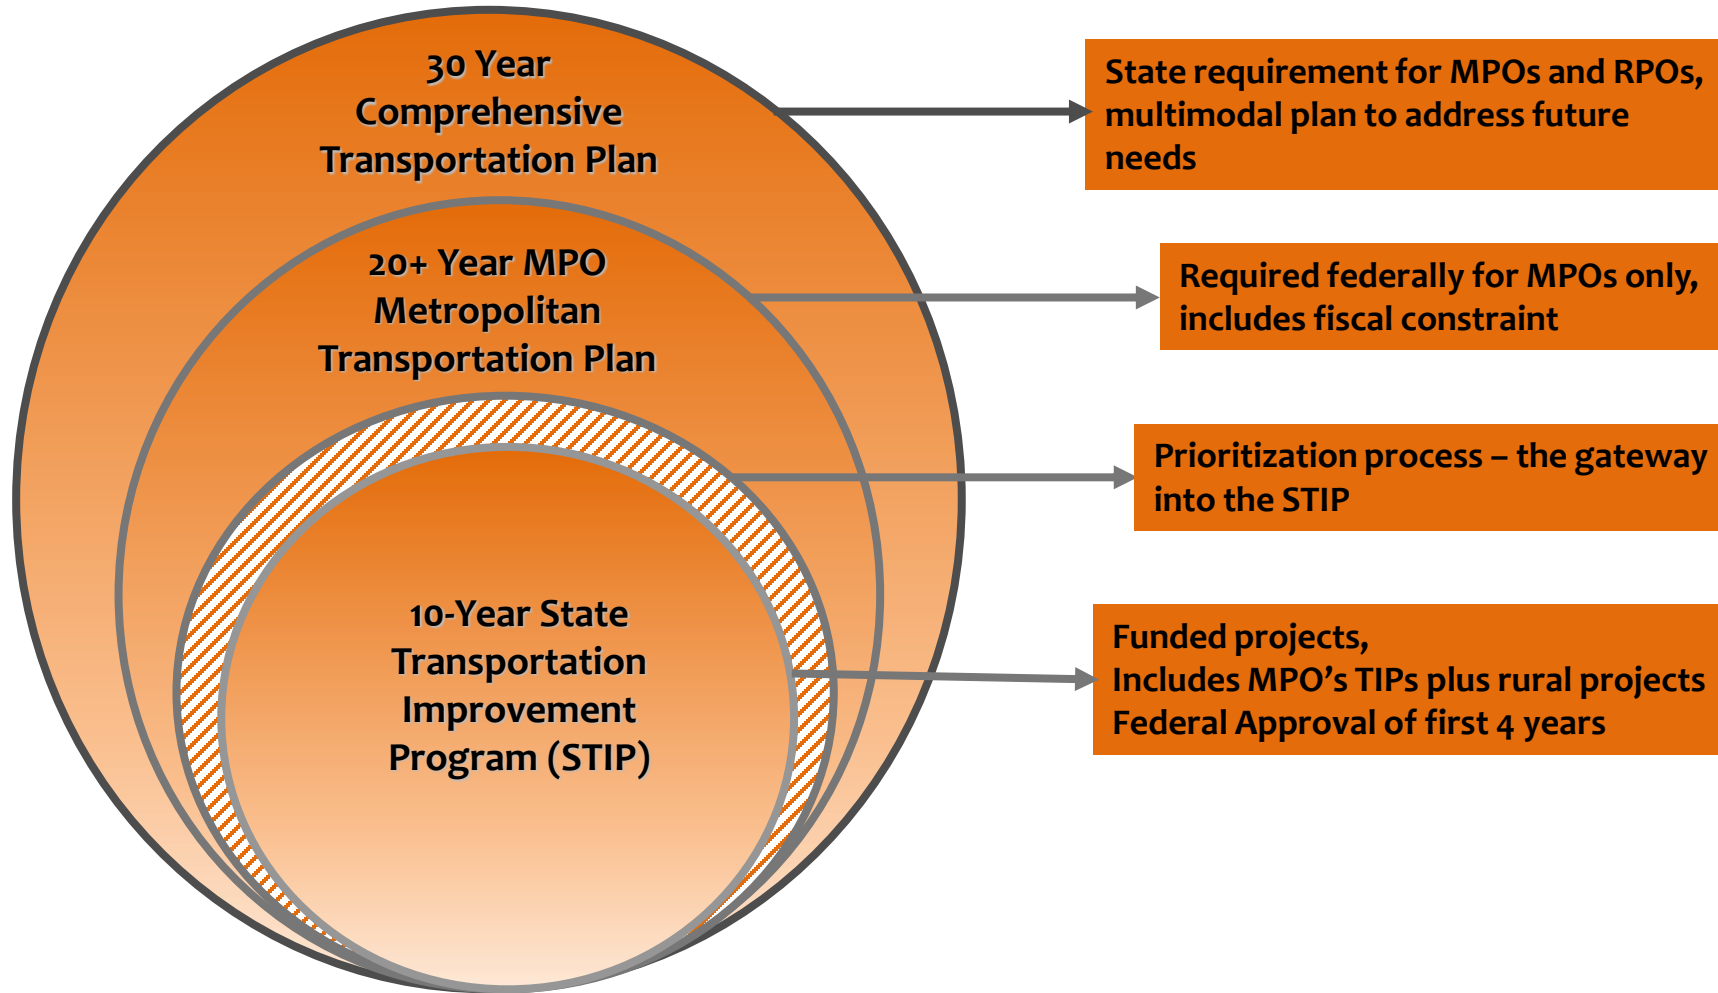 30 Year
Comprehensive
Transportation Plan
State requirement for MPOs and RPOs,
multimodal plan to address future
needs
20+ Year MPO
Metropolitan
Transportation Plan
Required federally for MPOs only,
includes fiscal constraint
Prioritization process – the gateway
into the STIP
10-Year State
Transportation
Improvement
Program (STIP)
Funded projects,
Includes MPO’s TIPs plus rural projects
Federal Approval of first 4 years